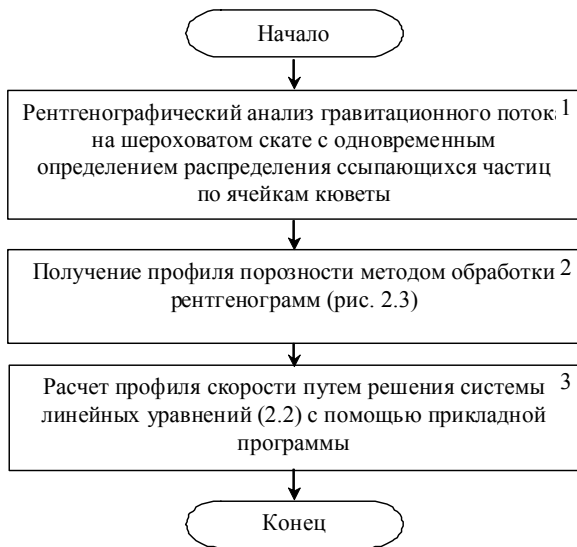 Начало
Рентгенографический анализ гравитационного потока 1
на шероховатом скате с одновременным
определением распределения ссыпающихся частиц
по ячейкам кюветы
Получение профиля порозности методом обработки 2
рентгенограмм (рис. 2.3)
Расчет профиля скорости путем решения системы 3
линейных уравнений (2.2) с помощью прикладной
программы
Конец